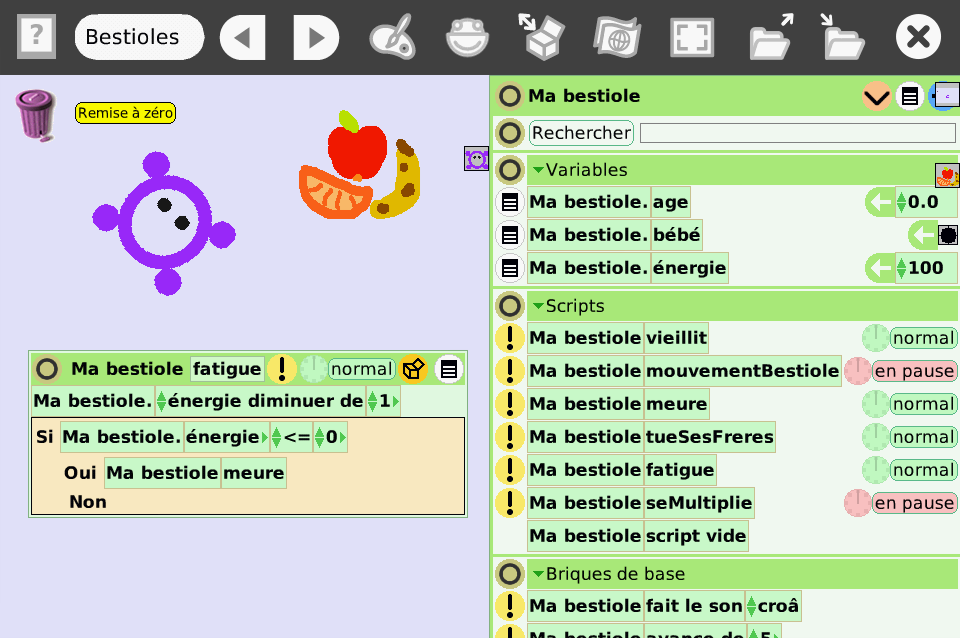 ?
Bestioles
Remise à zéro
Ma bestiole fatigue ! normal
Ma bestiole. énergie diminuer de 1
Si Ma bestiole. énergie <= 0
Oui Ma bestiole meure
Non
Ma bestiole
Rechercher
Variables
Ma bestiole. age 0.0
Ma bestiole. bébé
Ma bestiole. énergie 100
Scripts
! Ma bestiole vieillit normal
! Ma bestiole mouvementBestiole en pause
! Ma bestiole meure normal
! Ma bestiole tueSesFreres normal
! Ma bestiole fatigue normal
! Ma bestiole seMultiplie en pause
Ma bestiole script vide
Briques de base
! Ma bestiole fait le son croâ
! Ma bestiole avance de 5